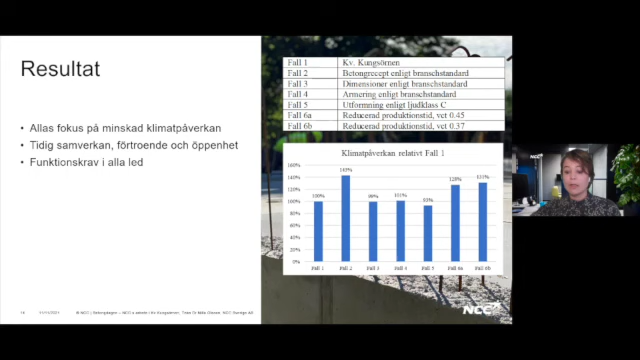 Resultat
• Allas fokus på minskad klimatpåverkan
• Tidig samverkan, förtroende och öppenhet
• Funktionskrav i alla led
Fall 1 Kv. Kungsörnen
Fall 2 Betongrecept enligt branschstandard
Fall 3 Dimensioner enligt branschstandard
Fall 4 Armering enligt branschstandard
Fall 5 Utformning enligt ljudklass C
Fall 6a Reducerad produktionstid, vct 0.45
Fall 6b Reducerad produktionstid, vct 0.37
Klimatpåverkan relativt Fall 1
160%
140%
120%
100%
80%
60%
40%
20%
0%
100%
143%
99%
101%
93%
128%
131%
Fall 1 Fall 2 Fall 3 Fall 4 Fall 5 Fall 6a Fall 6b
NCC
NCC